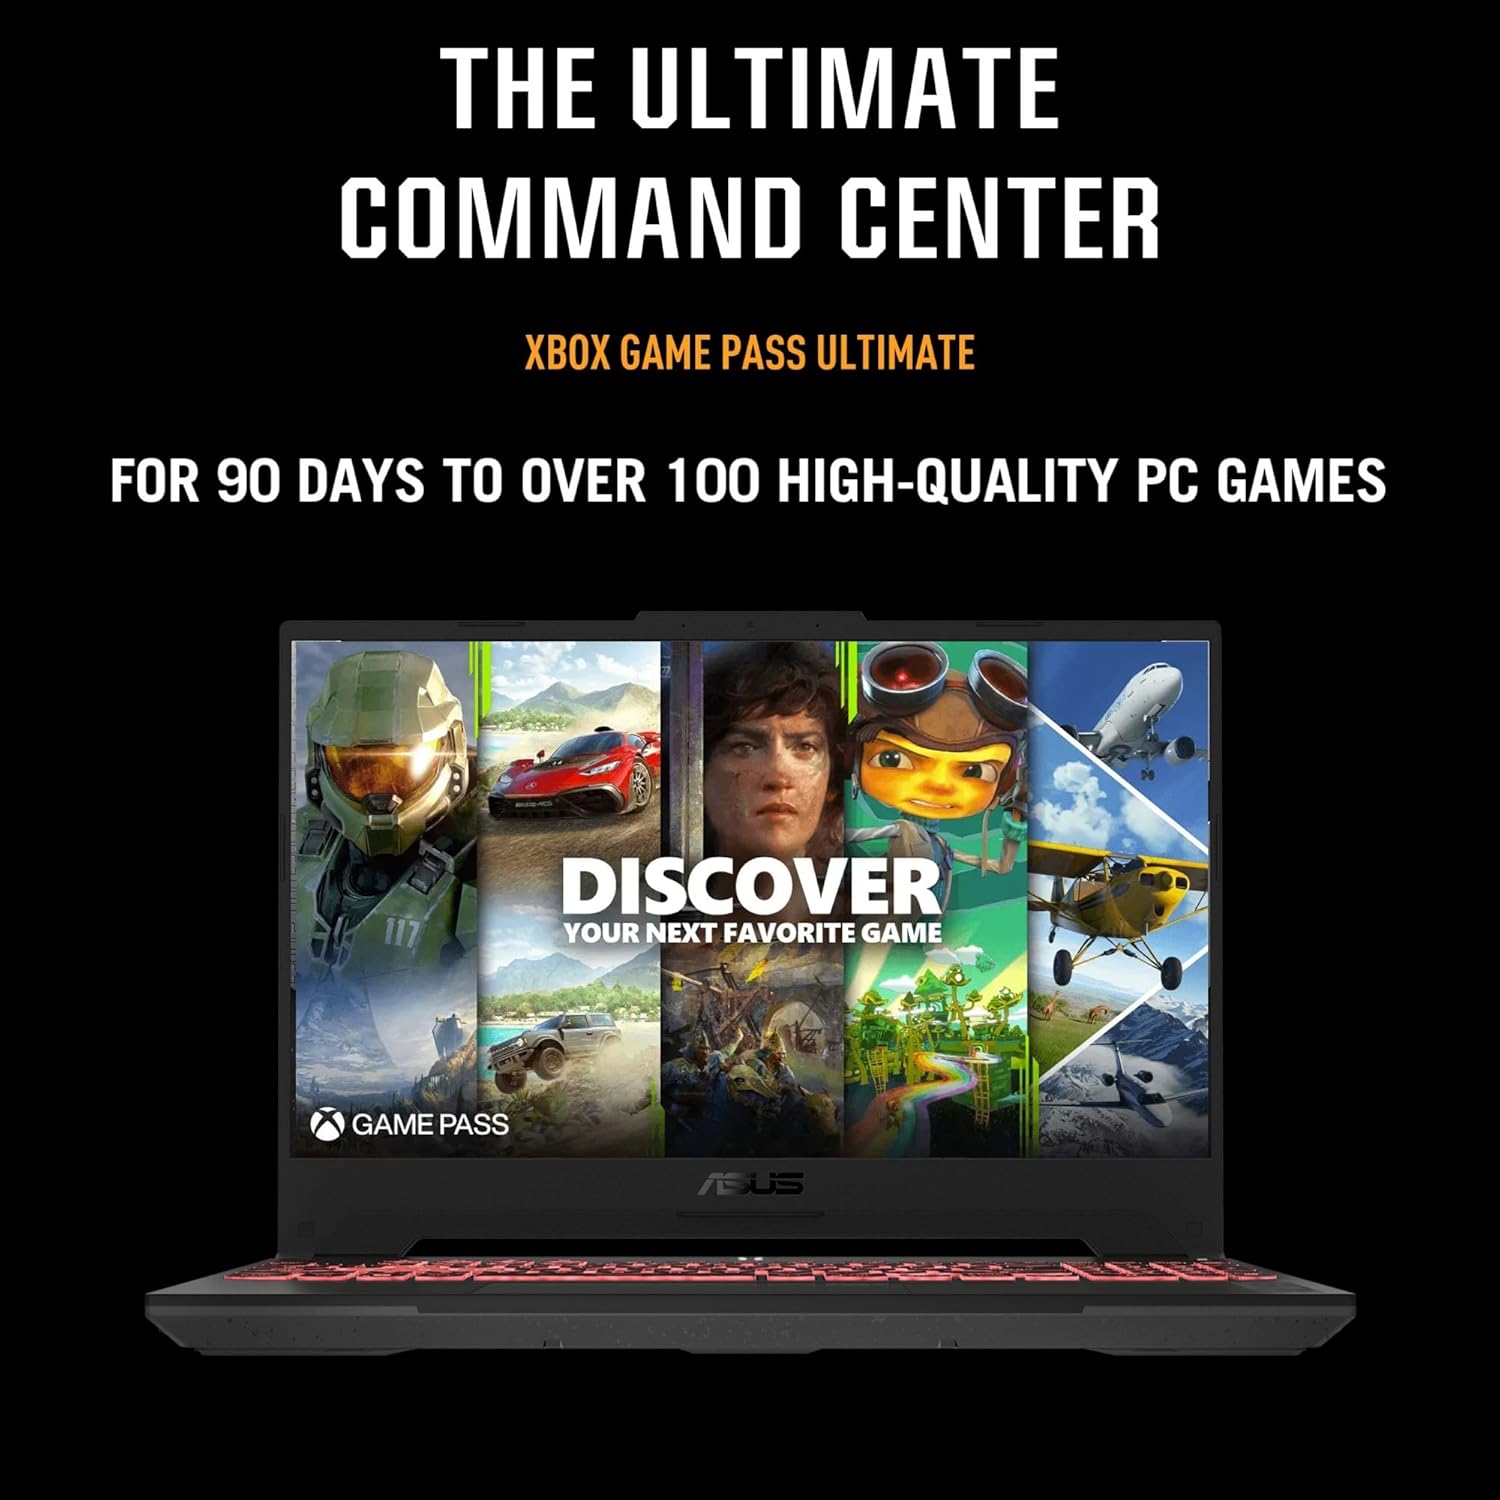 THE ULTIMATE
COMMAND CENTER
XBOX GAME PASS ULTIMATE
FOR 90 DAYS TO OVER 100 HIGH-QUALITY PC GAMES
117
DISCOVER
YOUR NEXT FAVORITE GAME
GAME PASS
ASUS